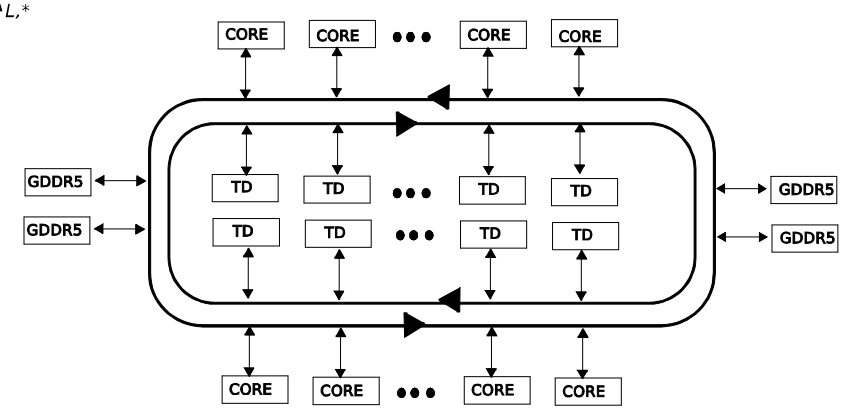 L,*
CORE CORE ••• CORE CORE
TD TD ••• TD TD
GDDR5 GDDR5
GDDR5 TD TD ••• TD TD GDDR5
CORE CORE ••• CORE CORE